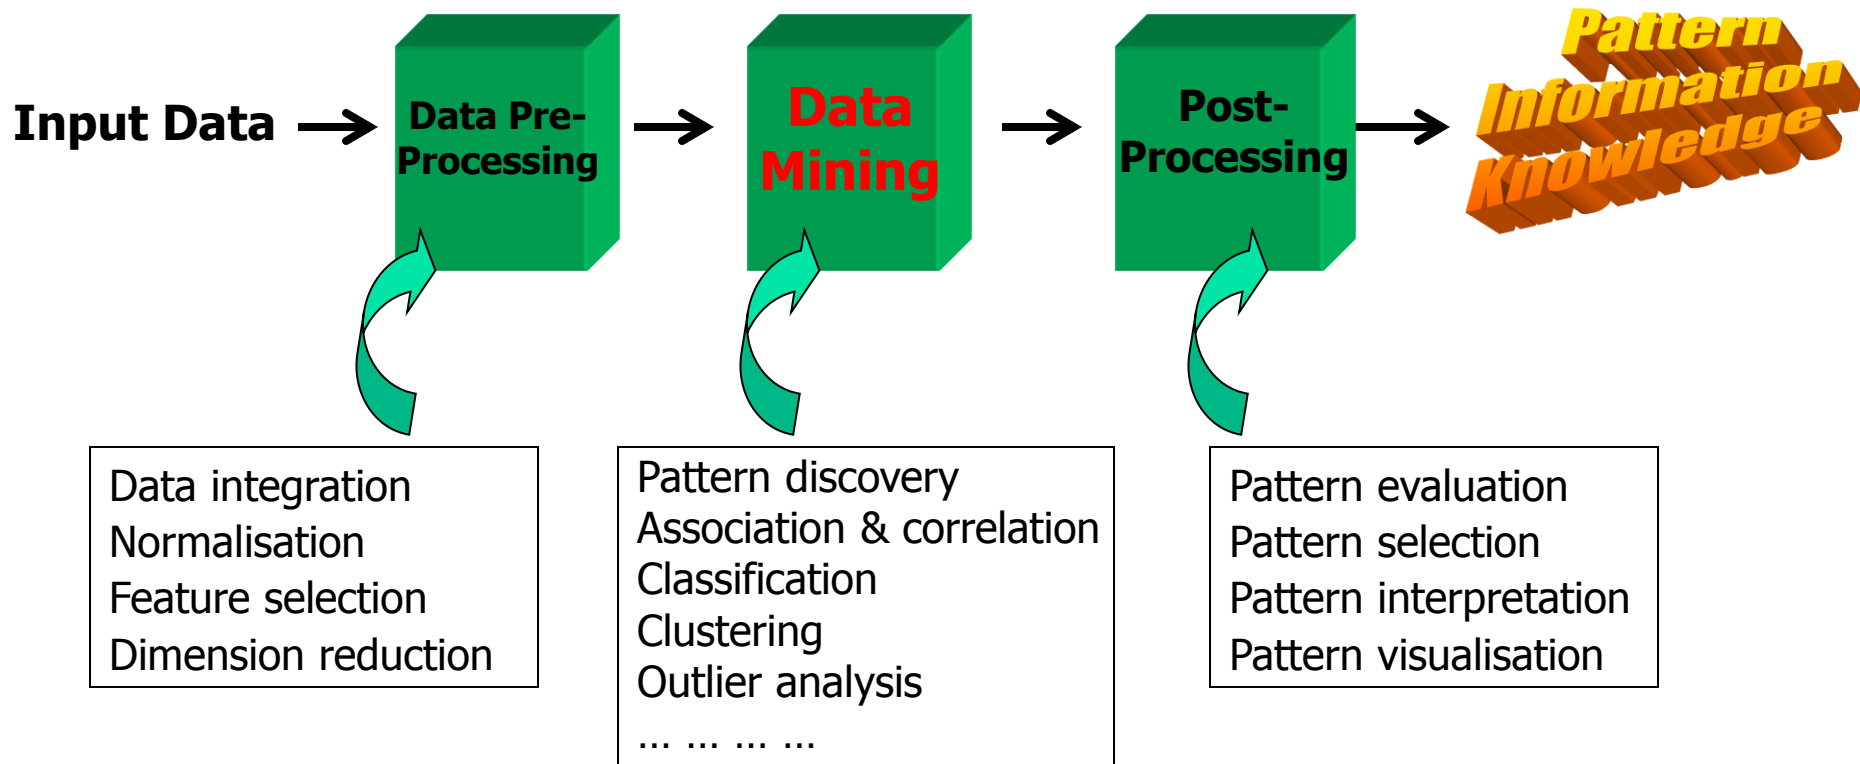 Input Data
Data Pre-
Processing
Data
Mining
Post-
Processing
Pattern
Information
Knowledge
Data integration
Normalisation
Feature selection
Dimension reduction
Pattern discovery
Association & correlation
Classification
Clustering
Outlier analysis
... ... ... ...
Pattern evaluation
Pattern selection
Pattern interpretation
Pattern visualisation